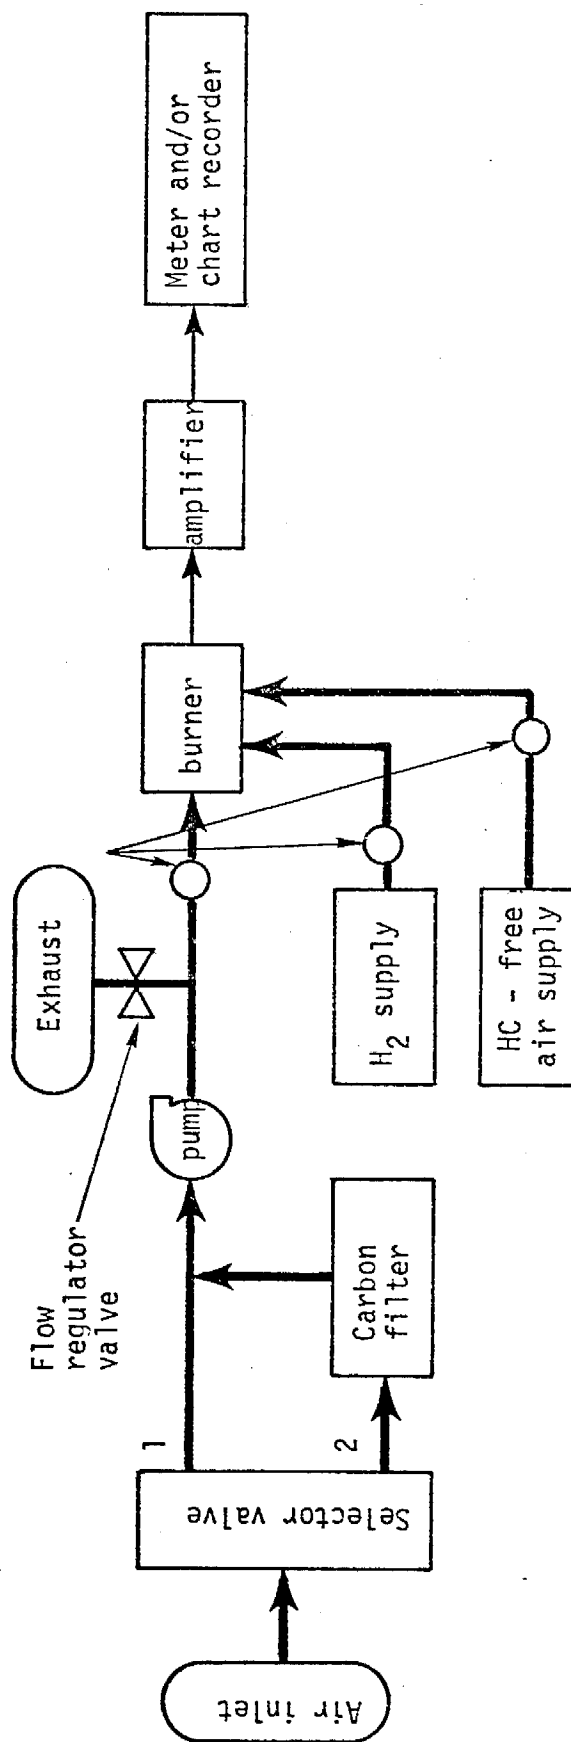 Air inlet
Selector valve
1
2
Carbon
filter
Flow
regulator
valve
pump
Exhaust
H2 supply
HC - free
air supply
burner
amplifier
Meter and/or
chart recorder